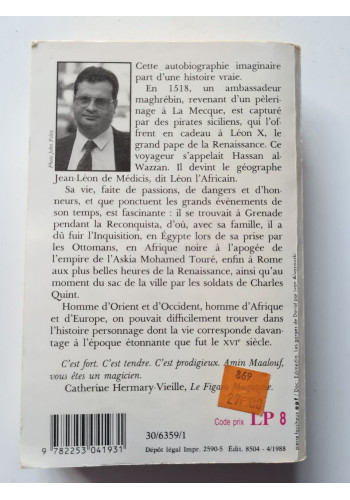 Cette autobiographie imaginaire
part d'une histoire vraie.
En 1518, un ambassadeur
maghrébin, revenant d'un pèleri-
nage à La Mecque, est capturé
par des pirates siciliens, qui l'of-
frent en cadeau à Léon X, le
grand pape de la Renaissance. Ce
voyageur s'appelait Hassan al-
Wazzan. Il devint le géographe
Jean-Léon de Médicis, dit Léon l'Africain.
Sa vie, faite de passions, de dangers et d'hon-
neurs, et que ponctuent les grands événements de
son temps, est fascinante : il se trouvait à Grenade
pendant la Reconquista, d'où, avec sa famille, il a
dû fuir l'Inquisition, en Égypte lors de sa prise par
les Ottomans, en Afrique noire à l'apogée de
l'empire de l'Askia Mohamed Touré, enfin à Rome
aux plus belles heures de la Renaissance, ainsi qu'au
moment du sac de la ville par les soldats de Charles
Quint.
Homme d'Orient et d'Occident, homme d'Afrique
et d'Europe, on pouvait difficilement trouver dans
l'histoire personnage dont la vie corresponde davan-
tage à l'époque étonnante que fut le XVIe siècle.
C'est fort. C'est tendre. C'est prodigieux. Amin Maalouf,
vous êtes un magicien.
Catherine Hermary-Vieille, Le Figaro
869
Code prix LP 8
30/6359/1
9 782253 041931
Dépôt légal Impr. 2590-5 Édit. 8504 - 4/1988
Photo John Foley